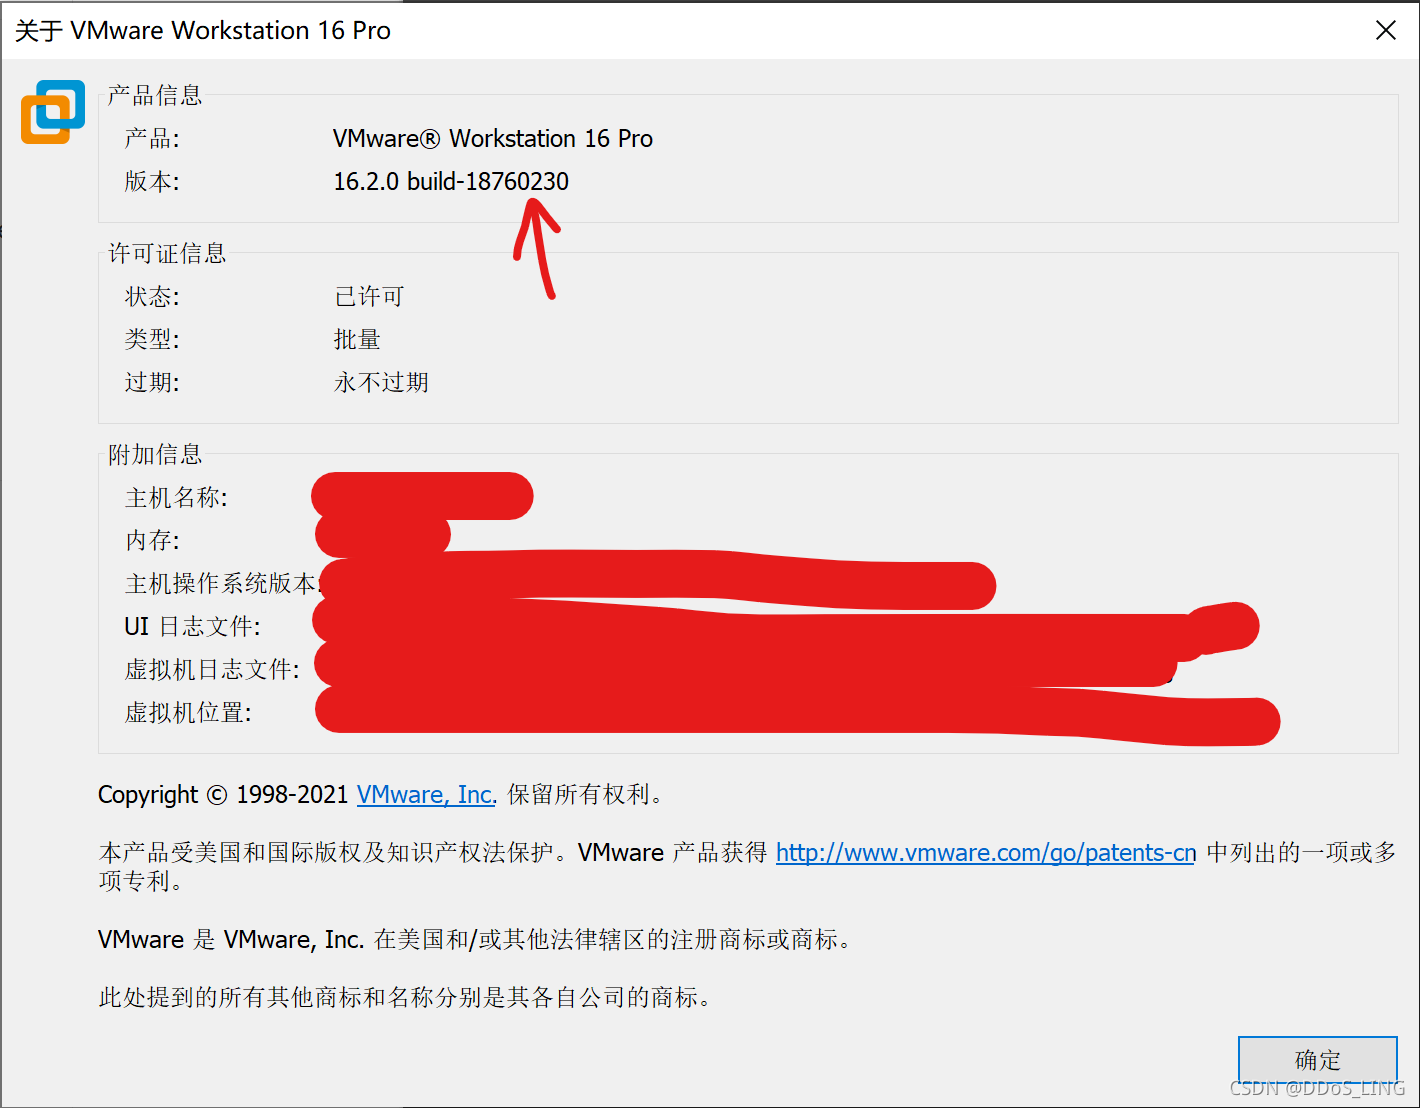 关于 VMware Workstation 16 Pro
产品信息
产品: VMware® Workstation 16 Pro
版本: 16.2.0 build-18760230
许可证信息
状态: 已许可
类型: 批量
过期: 永不过期
附加信息
主机名称:
内存:
主机操作系统版本:
UI 日志文件:
虚拟机日志文件:
虚拟机位置:
Copyright © 1998-2021 VMware, Inc. 保留所有权利。
本产品受美国和国际版权及知识产权法保护。VMware 产品获得 http://www.vmware.com/go/patents-cn 中列出的一项或多
项专利。
VMware 是 VMware, Inc. 在美国和/或其他法律辖区的注册商标或商标。
此处提到的所有其他商标和名称分别是其各自公司的商标。
确定
CSDN @DDoS_LING